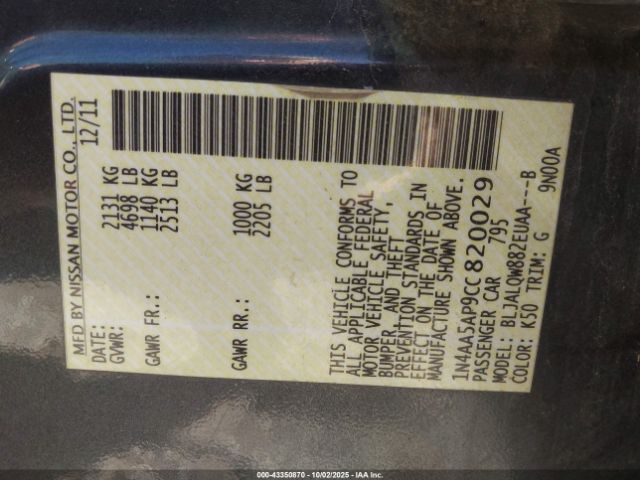 MFD BY NISSAN MOTOR CO., LTD.
DATE: 12/11
GVWR: 2131 KG
4698 LB
GAWR FR.: 1140 KG
2513 LB
GAWR RR.: 1000 KG
2205 LB
THIS VEHICLE CONFORMS TO
ALL APPLICABLE FEDERAL
MOTOR VEHICLE SAFETY,
BUMPER, AND THEFT
PREVENTION STANDARDS IN
EFFECT ON THE DATE OF
MANUFACTURE SHOWN ABOVE.
1N4AA5AP9CC820029
PASSENGER CAR 795
MODEL: BLJALQW882EUAA---B
COLOR: K50 TRIM: G 9N00A
000-43350870 - 10/02/2025 - IAA Inc.